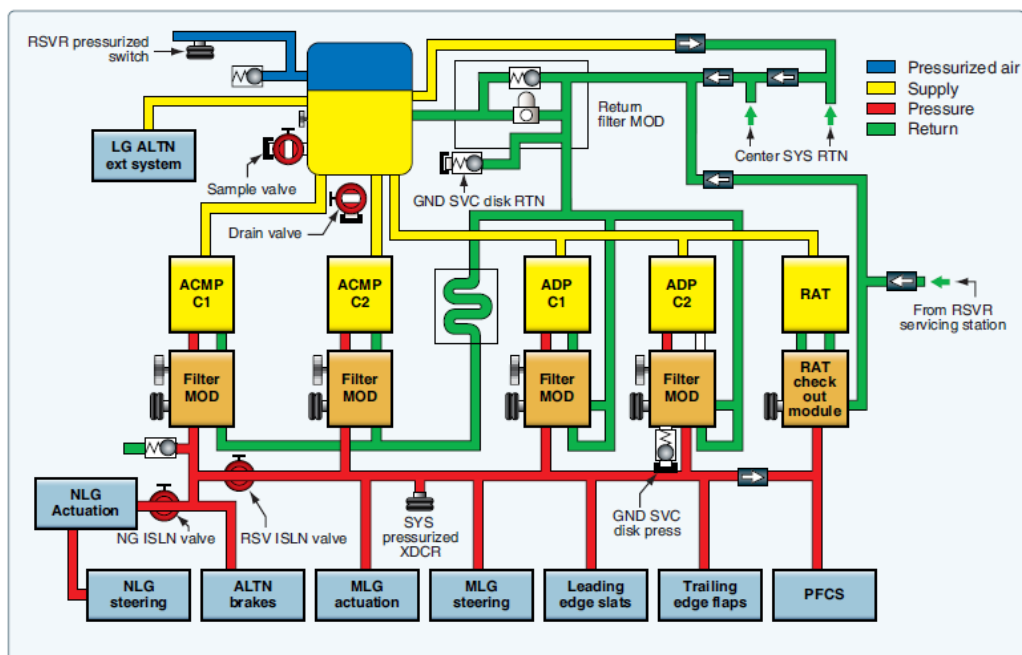 RSVR pressurized
switch
Pressurized air
Supply
Pressure
Return
Return
filter MOD
LG ALTN
ext system
Center SYS RTN
Sample valve
GND SVC disk RTN
Drain valve
ACMP
C1
ACMP
C2
ADP
C1
ADP
C2
RAT
From RSVR
servicing station
Filter
MOD
Filter
MOD
Filter
MOD
Filter
MOD
RAT
check
out
module
NLG
Actuation
NG ISLN valve
RSV ISLN valve
SYS
pressurized
XDCR
GND SVC
disk press
NLG
steering
ALTN
brakes
MLG
actuation
MLG
steering
Leading
edge slats
Trailing
edge flaps
PFCS